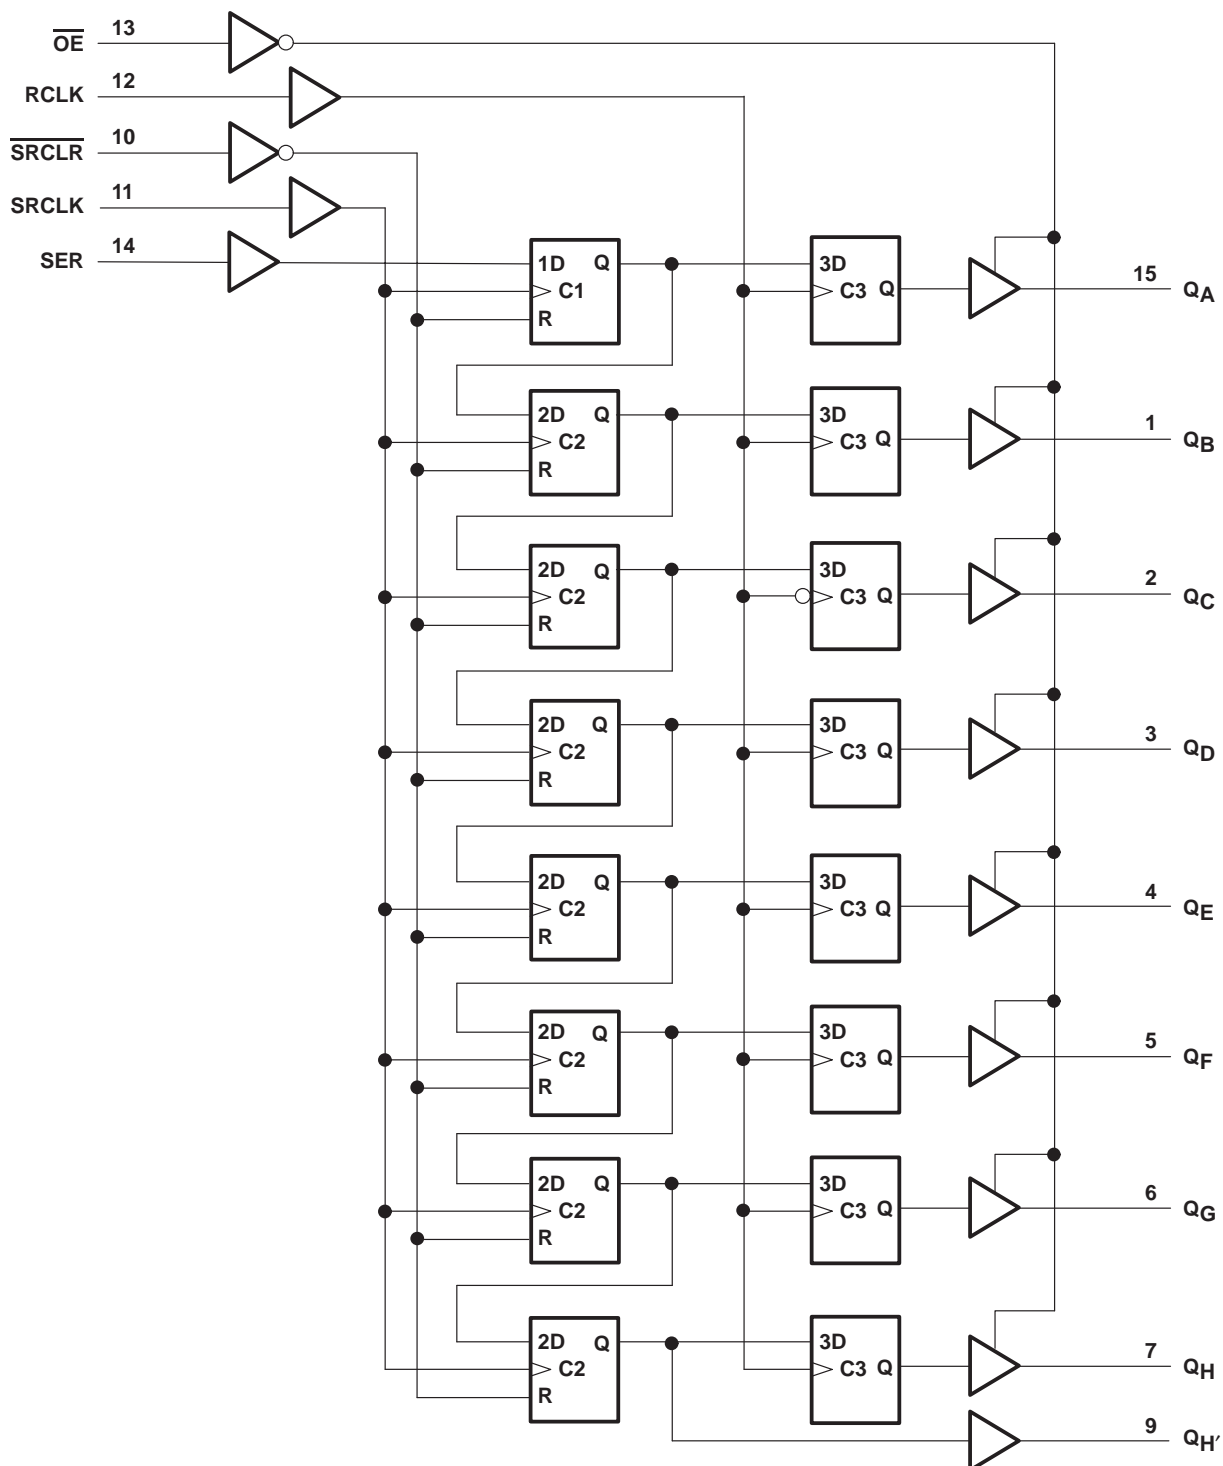 OE 13
RCLK 12
SRCLR 10
SRCLK 11
SER 14
1D Q 3D
C1 C3 Q 15 QA
R
2D Q 3D
C2 C3 Q 1 QB
R
2D Q 3D
C2 C3 Q 2 QC
R
2D Q 3D
C2 C3 Q 3 QD
R
2D Q 3D
C2 C3 Q 4 QE
R
2D Q 3D
C2 C3 Q 5 QF
R
2D Q 3D
C2 C3 Q 6 QG
R
2D Q 3D
C2 C3 Q 7 QH
R
9 QH′